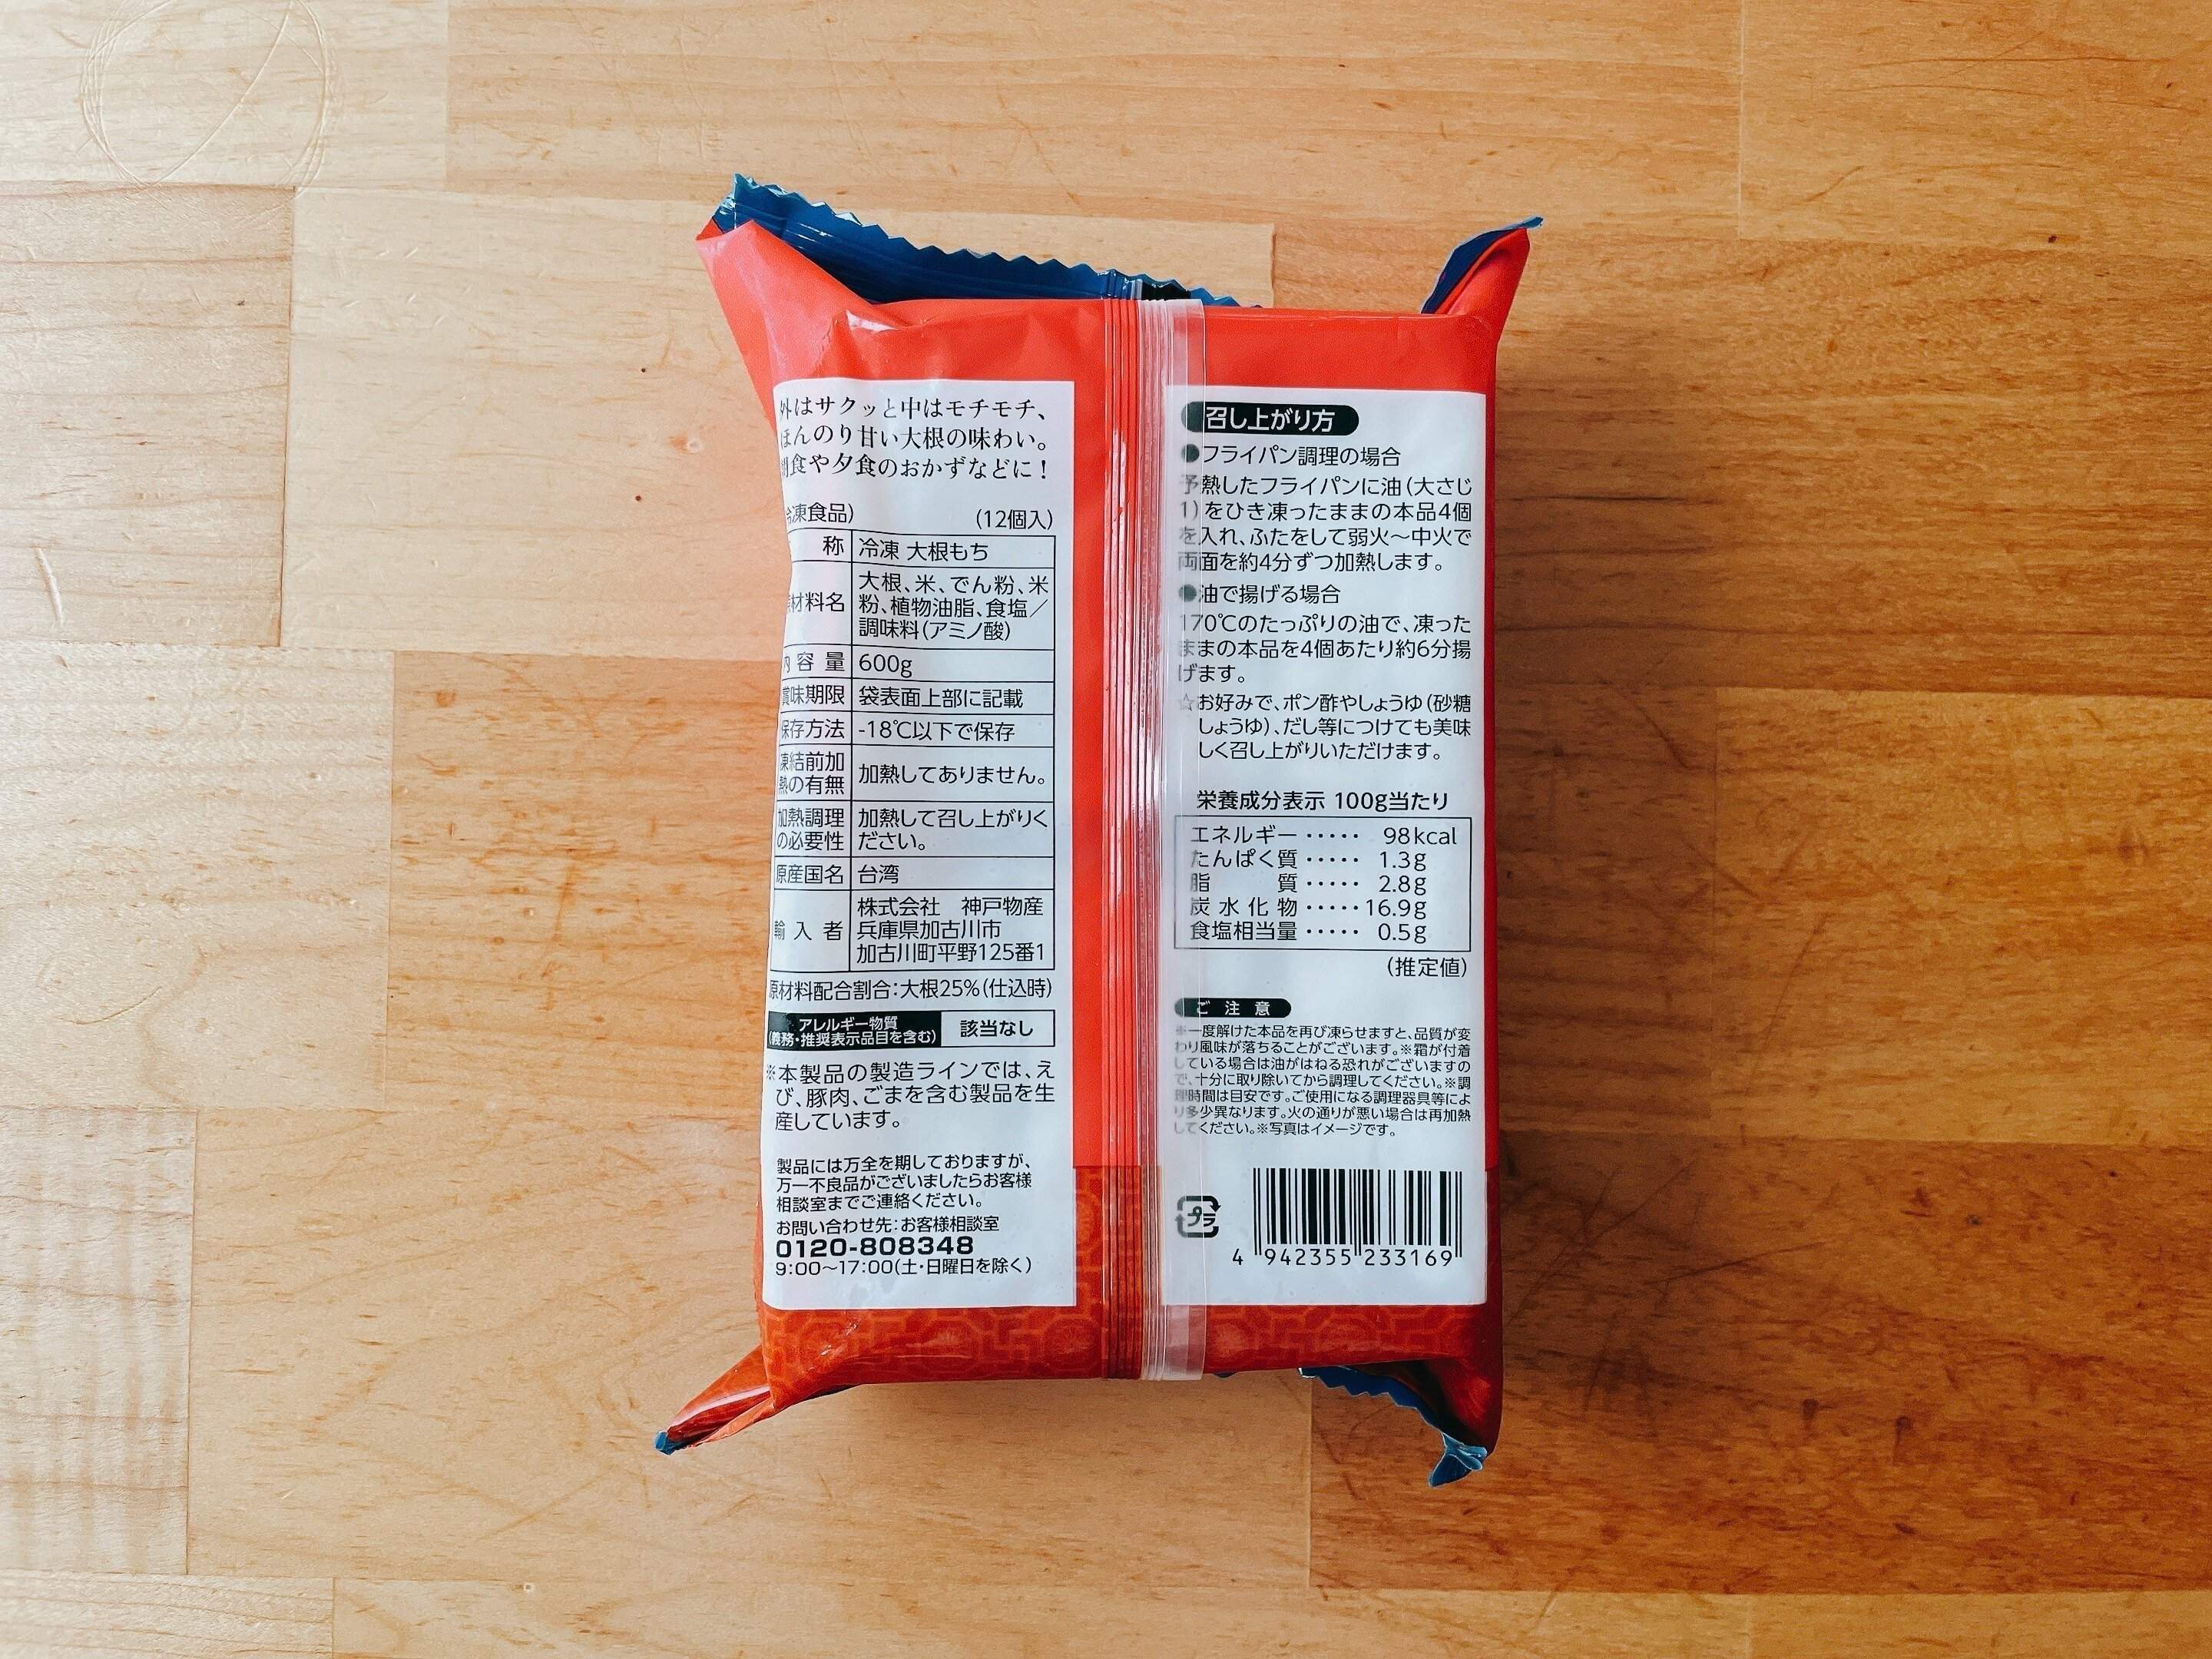 外はサクッと中はモチモチ、
ほんのり甘い大根の味わい。
朝食や夕食のおかずなどに！
冷凍食品） （12個入）
称 冷凍 大根もち
材料名 大根、米、でん粉、米
粉、植物油脂、食塩／
調味料（アミノ酸）
内容量 600g
賞味期限 袋表面上部に記載
保存方法 -18℃以下で保存
凍結前加
熱の有無 加熱してありません。
加熱調理 加熱して召し上がりく
の必要性 ださい。
原産国名 台湾
輸入者 株式会社 神戸物産
兵庫県加古川市
加古川町平野125番1
原材料配合割合：大根25％（仕込時）
アレルギー物質
（義務・推奨表示品目を含む） 該当なし
※本製品の製造ラインでは、え
び、豚肉、ごまを含む製品を生
産しています。
製品には万全を期しておりますが、
万一不良品がございましたらお客様
相談室までご連絡ください。
お問い合わせ先：お客様相談室
0120-808348
9:00～17:00（土・日曜日を除く）
召し上がり方
●フライパン調理の場合
予熱したフライパンに油（大さじ
1）をひき凍ったままの本品4個
を入れ、ふたをして弱火～中火で
両面を約4分ずつ加熱します。
●油で揚げる場合
170℃のたっぷりの油で、凍った
ままの本品を4個あたり約6分揚
げます。
☆お好みで、ポン酢やしょうゆ（砂糖
しょうゆ）、だし等につけても美味
しく召し上がりいただけます。
栄養成分表示 100g当たり
エネルギー ····· 98kcal
たんぱく質 ····· 1.3g
脂質 ····· 2.8g
炭水化物 ····· 16.9g
食塩相当量 ····· 0.5g
（推定値）
ご注意
※一度解けた本品を再び凍らせますと、品質が変
わり風味が落ちることがございます。※霜が付着
している場合は油がはねる恐れがございますの
で、十分に取り除いてから調理してください。※調
理時間は目安です。ご使用になる調理器具等によ
り多少異なります。火の通りが悪い場合は再加熱
してください。※写真はイメージです。
プラ
4 942355 233169